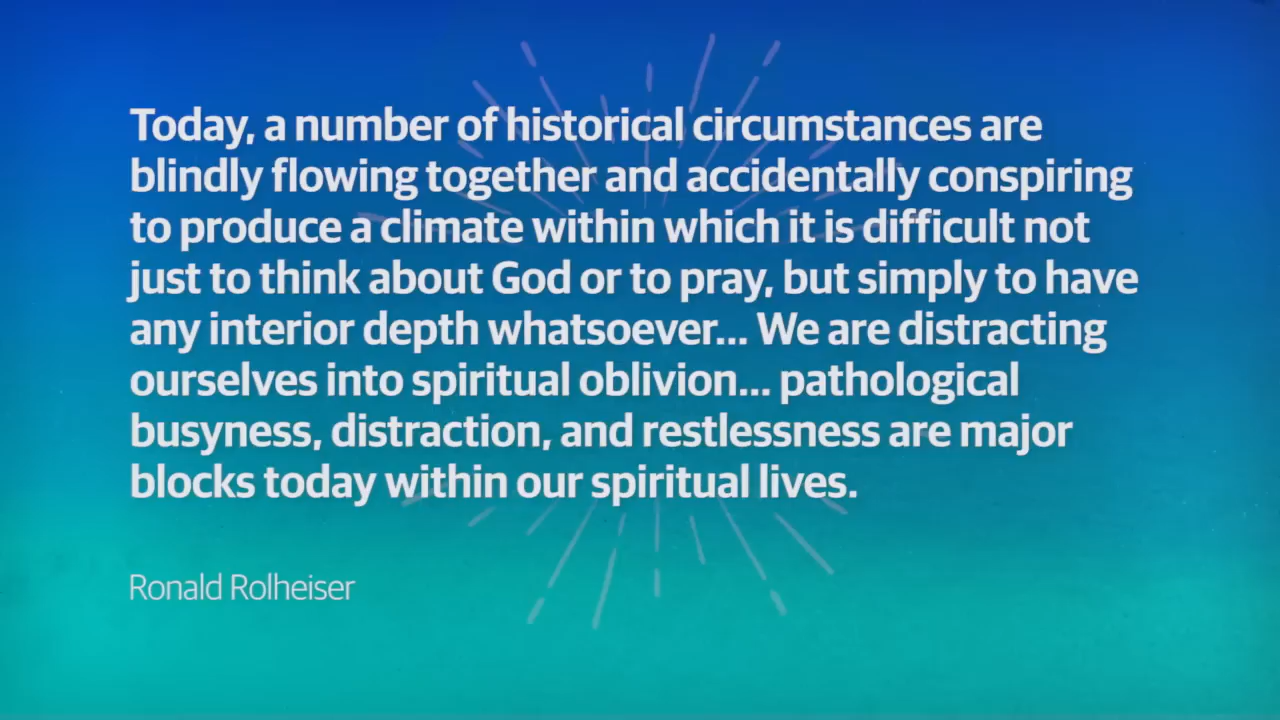 Today, a number of historical circumstances are
blindly flowing together and accidentally conspiring
to produce a climate within which it is difficult not
just to think about God or to pray, but simply to have
any interior depth whatsoever... We are distracting
ourselves into spiritual oblivion... pathological
busyness, distraction, and restlessness are major
blocks today within our spiritual lives.
Ronald Rolheiser